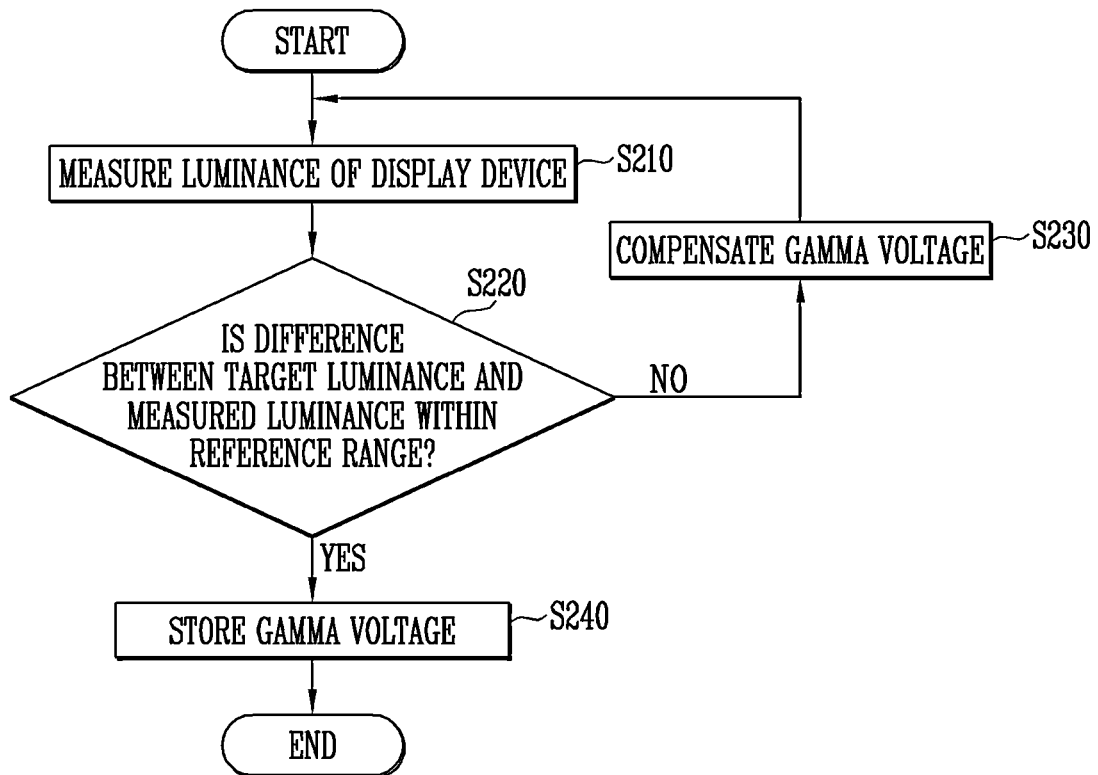 START
MEASURE LUMINANCE OF DISPLAY DEVICE
S210
COMPENSATE GAMMA VOLTAGE
S230
S220
IS DIFFERENCE
BETWEEN TARGET LUMINANCE AND
MEASURED LUMINANCE WITHIN
REFERENCE RANGE?
NO
YES
STORE GAMMA VOLTAGE
S240
END